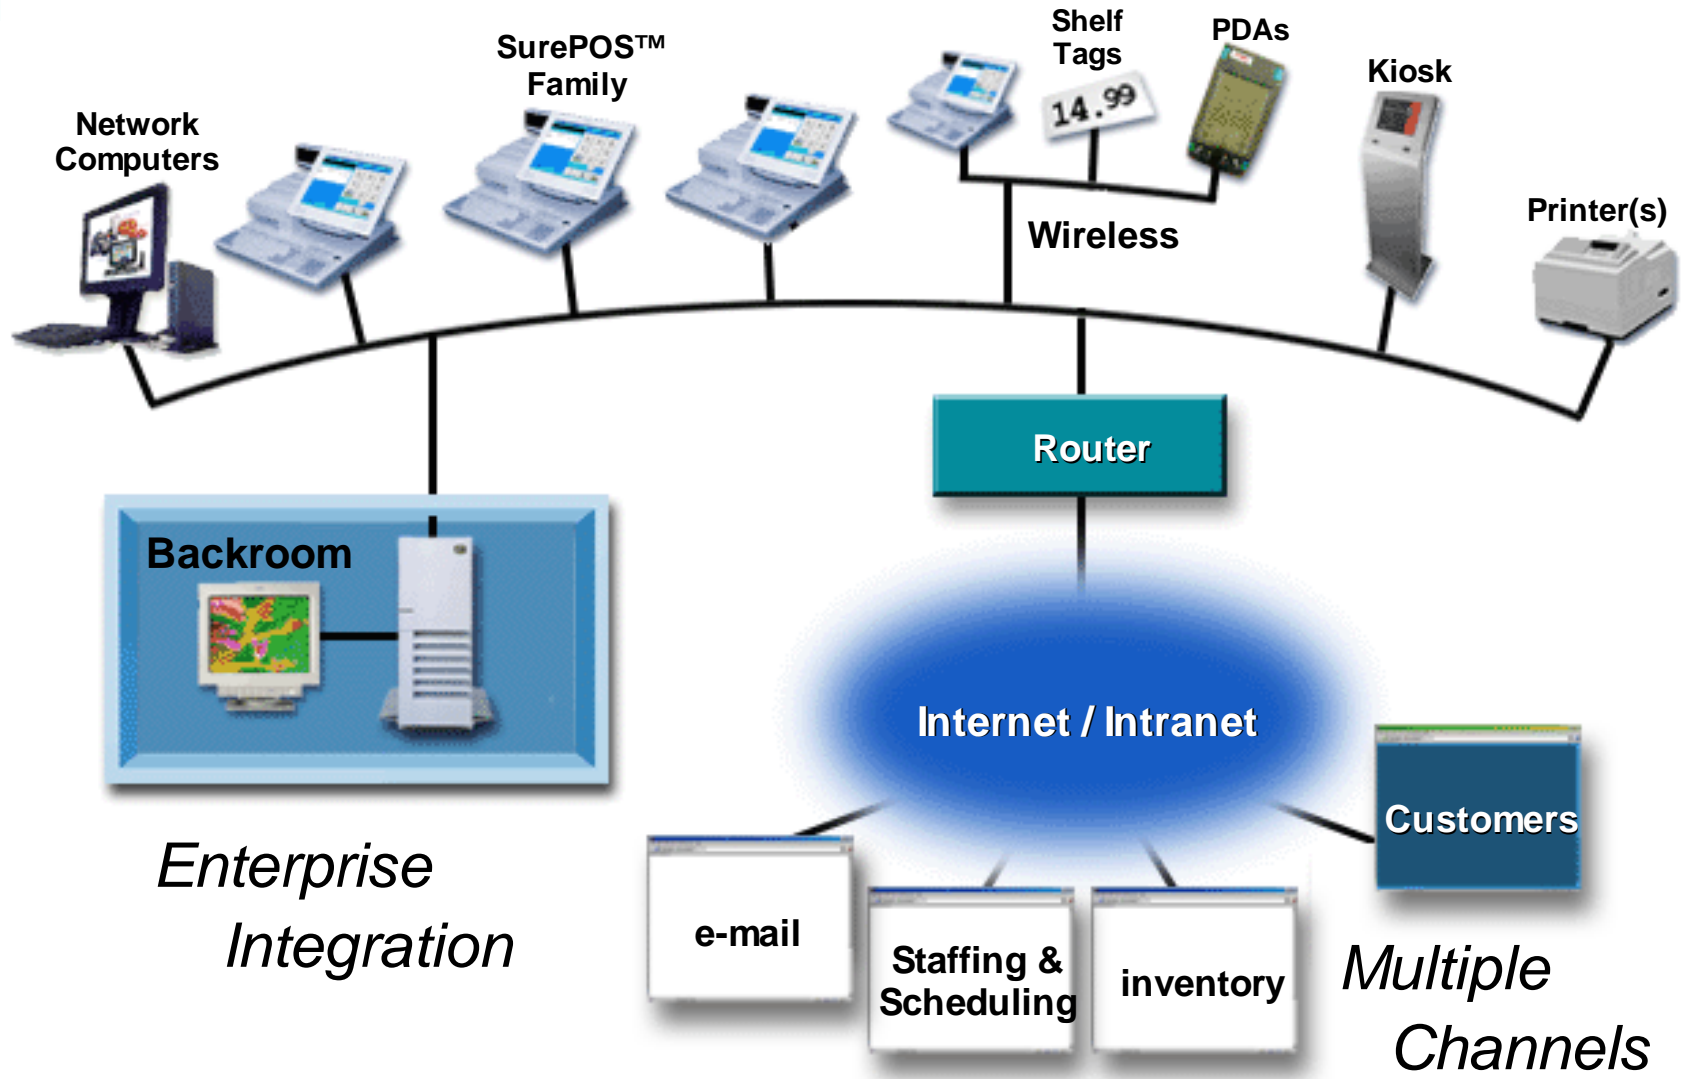 SurePOS™
Family
Shelf
Tags
PDAs
Kiosk
Network
Computers
14.99
Printer(s)
Wireless
Router
Backroom
Internet / Intranet
Customers
Enterprise
Integration
e-mail
Staffing &
Scheduling
inventory
Multiple
Channels